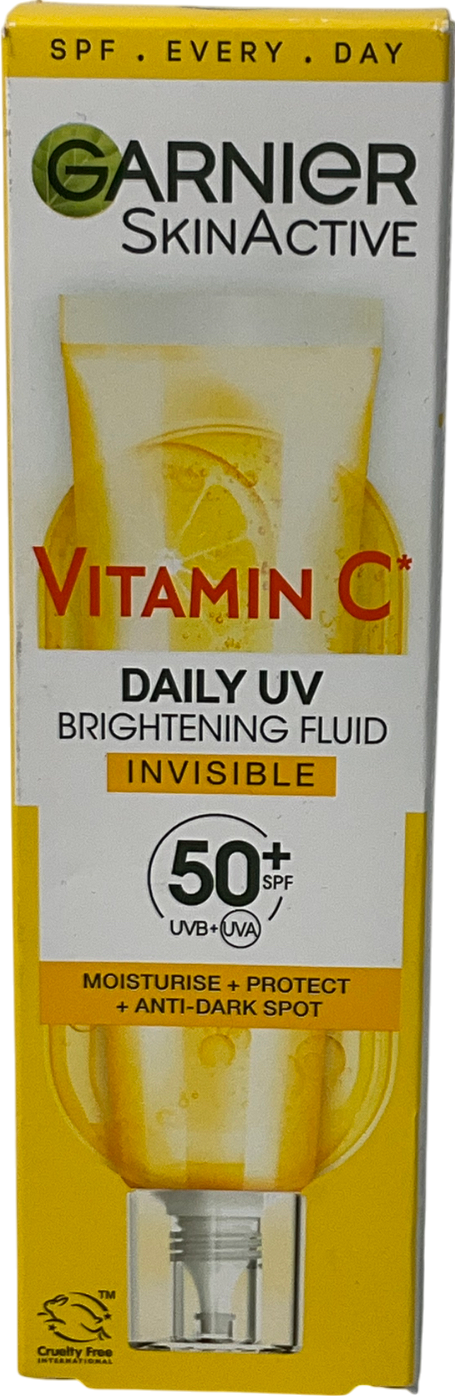 SPF . EVERY . DAY
GARNIER
SKINACTIVE
VITAMIN C*
DAILY UV
BRIGHTENING FLUID
INVISIBLE
50+
SPF
UVB+UVA
MOISTURISE + PROTECT
+ ANTI-DARK SPOT
TM
Cruelty Free
INTERNATIONAL